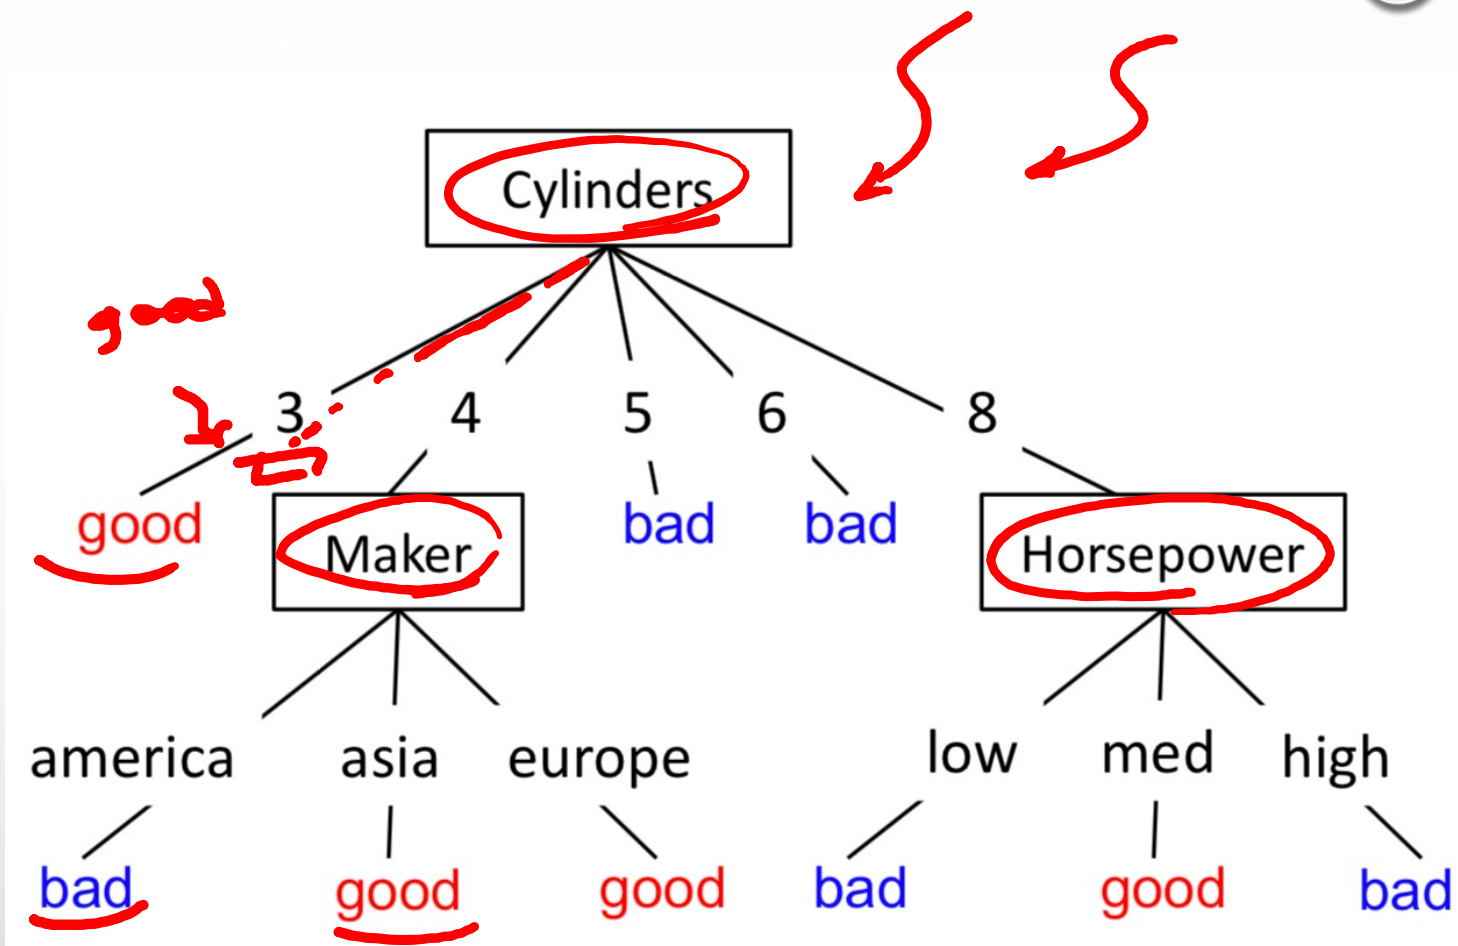 Cylinders
good
3 4 5 6 8
good Maker bad bad Horsepower
america asia europe low med high
bad good good bad good bad